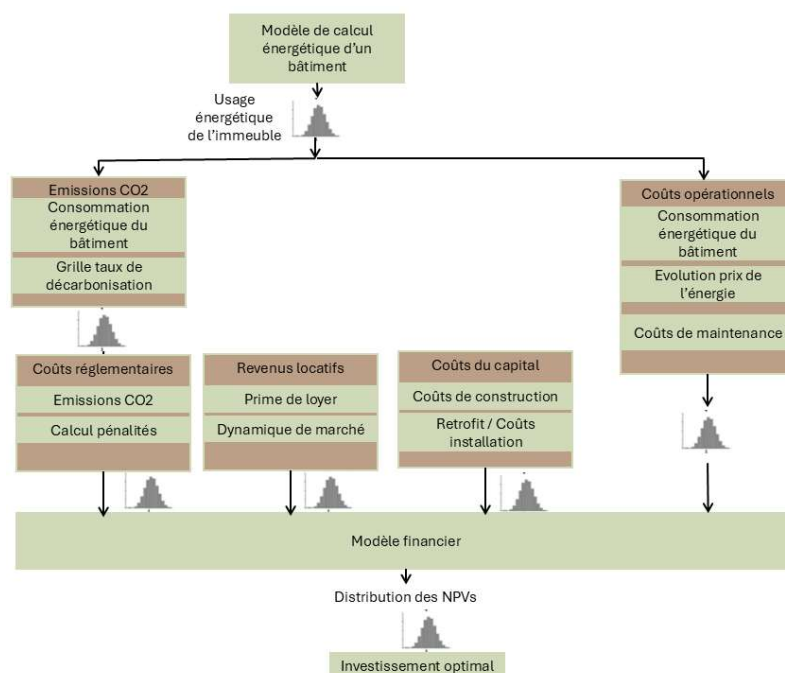 Modèle de calcul
énergétique d'un
bâtiment
Usage
énergétique
de l'immeuble
Emissions CO2
Consommation
énergétique du
bâtiment
Grille taux de
décarbonisation
Coûts opérationnels
Consommation
énergétique du
bâtiment
Evolution prix de
l'énergie
Coûts de maintenance
Coûts réglementaires
Emissions CO2
Calcul pénalités
Revenus locatifs
Prime de loyer
Dynamique de marché
Coûts du capital
Coûts de construction
Retrofit / Coûts
installation
Modèle financier
Distribution des NPVs
Investissement optimal